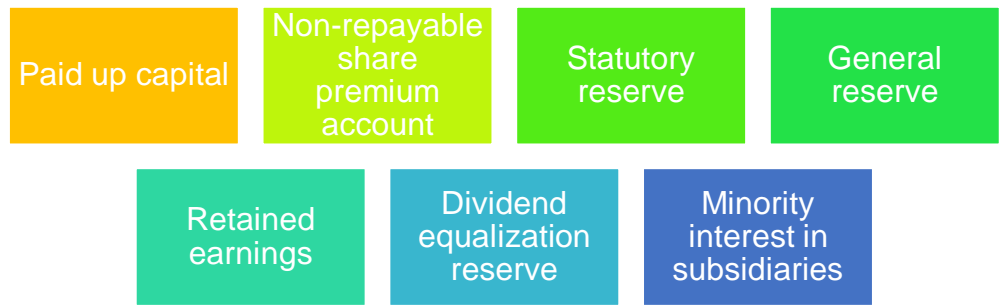 Paid up capital
Non-repayable
share
premium
account
Statutory
reserve
General
reserve
Retained
earnings
Dividend
equalization
reserve
Minority
interest in
subsidiaries